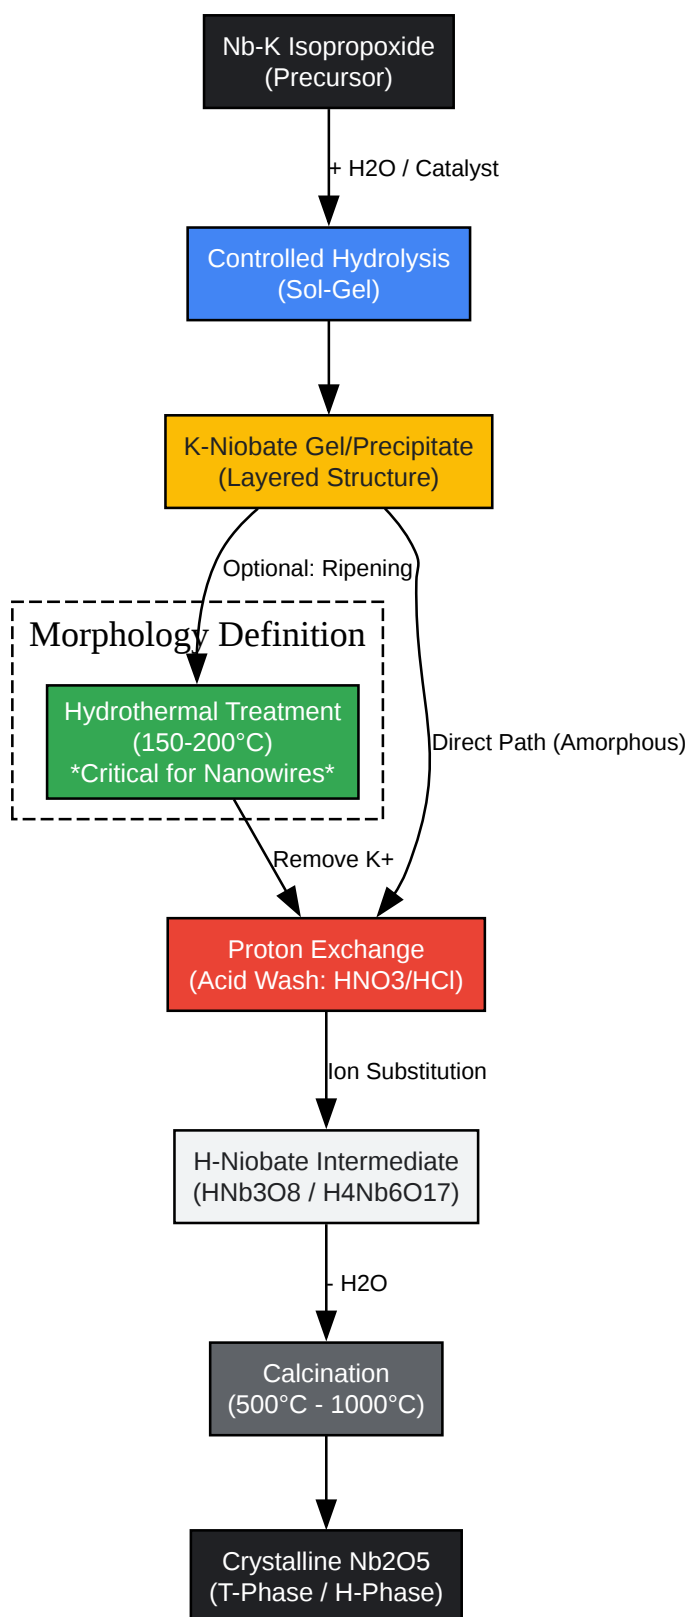 Nb-K Isopropoxide
(Precursor)
+ H2O / Catalyst
Controlled Hydrolysis
(Sol-Gel)
K-Niobate Gel/Precipitate
(Layered Structure)
Optional: Ripening
Morphology Definition
Hydrothermal Treatment
(150-200°C)
*Critical for Nanowires*
Direct Path (Amorphous)
Remove K+
Proton Exchange
(Acid Wash: HNO3/HCl)
Ion Substitution
H-Niobate Intermediate
(HNb3O8 / H4Nb6O17)
- H2O
Calcination
(500°C - 1000°C)
Crystalline Nb2O5
(T-Phase / H-Phase)